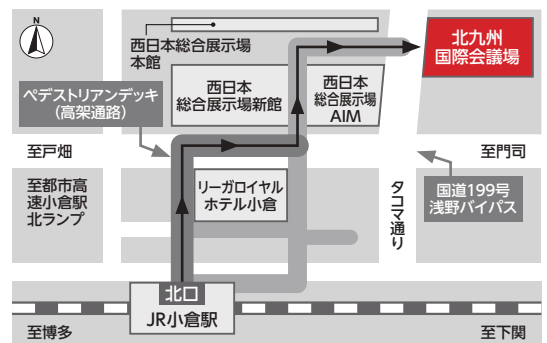 N
西日本総合展示場
本館
北九州
国際会議場
ペデストリアンデッキ
(高架通路)
西日本
総合展示場新館
西日本
総合展示場
AIM
至戸畑
至門司
至都市高
速小倉駅
北ランプ
リーガロイヤル
ホテル小倉
タコマ通り
国道199号
浅野バイパス
北口
JR小倉駅
至博多
至下関